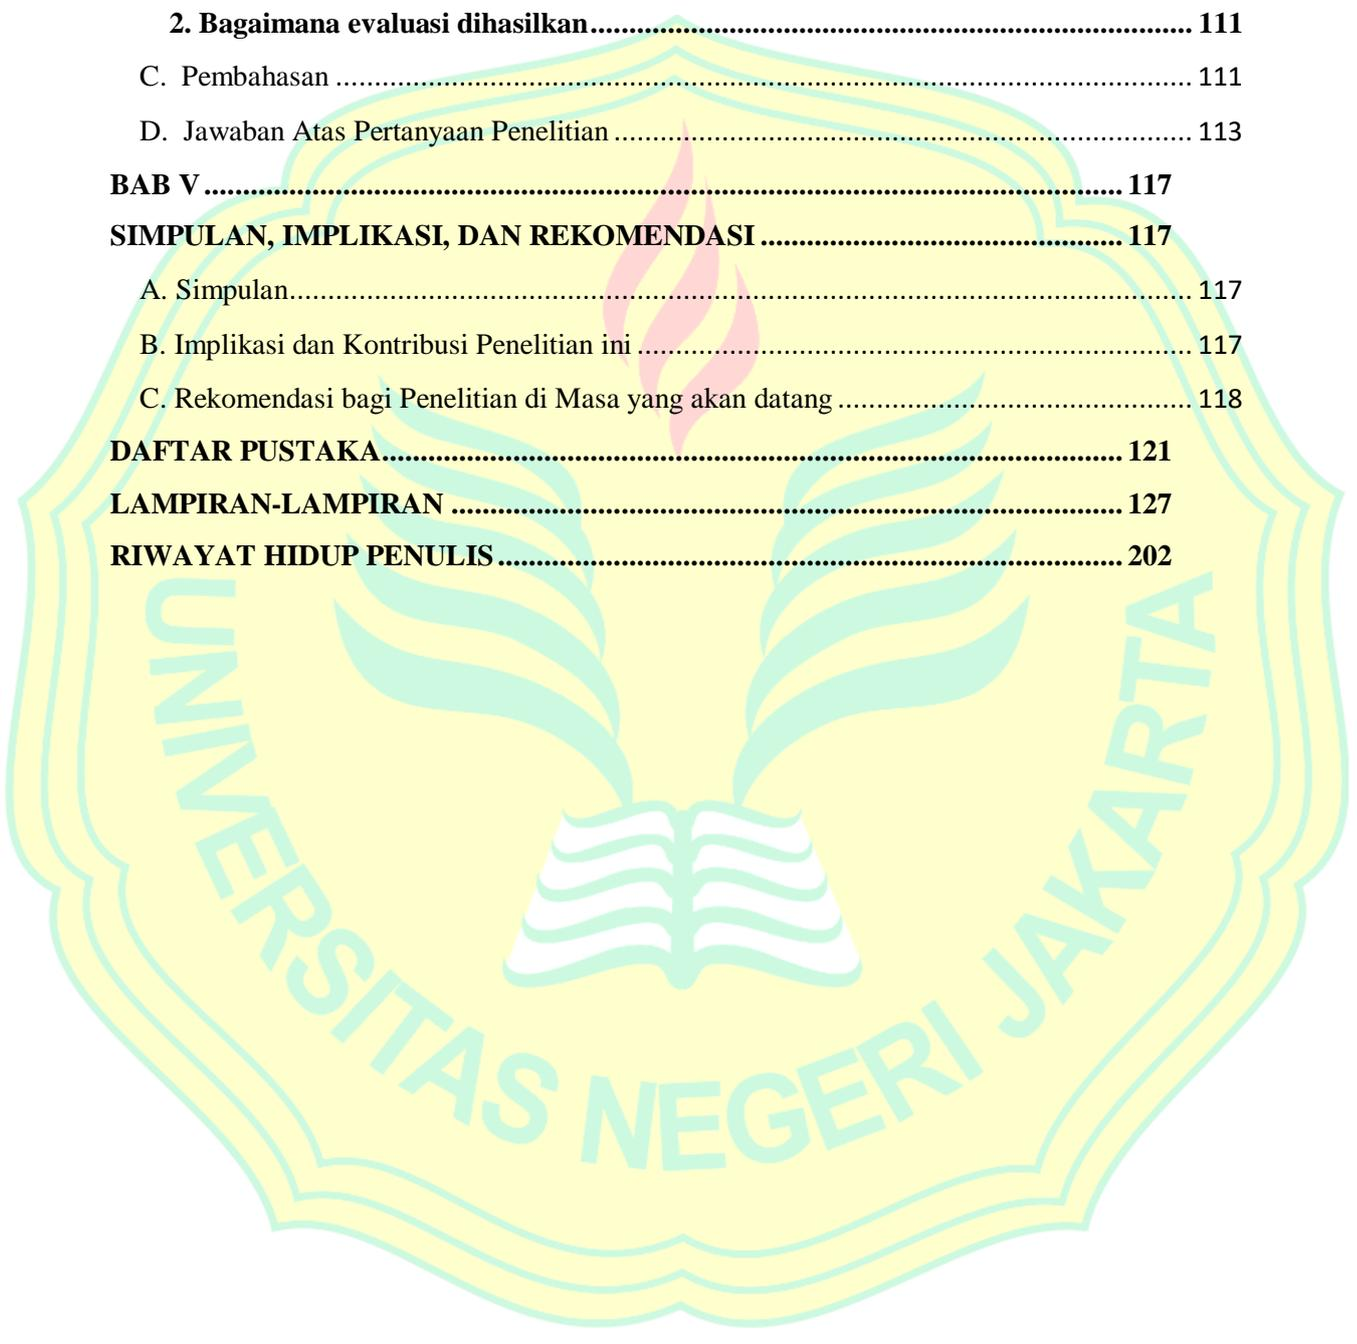 2. Bagaimana evaluasi dihasilkan.............................................................................. 111
C. Pembahasan ............................................................................................................... 111
D. Jawaban Atas Pertanyaan Penelitian ........................................................................... 113
BAB V........................................................................................................................ 117
SIMPULAN, IMPLIKASI, DAN REKOMENDASI ............................................... 117
A. Simpulan..................................................................................................................... 117
B. Implikasi dan Kontribusi Penelitian ini ........................................................................ 117
C. Rekomendasi bagi Penelitian di Masa yang akan datang .............................................. 118
DAFTAR PUSTAKA................................................................................................ 121
LAMPIRAN-LAMPIRAN ....................................................................................... 127
RIWAYAT HIDUP PENULIS ................................................................................. 202
UNIVERSITAS NEGERI JAKARTA